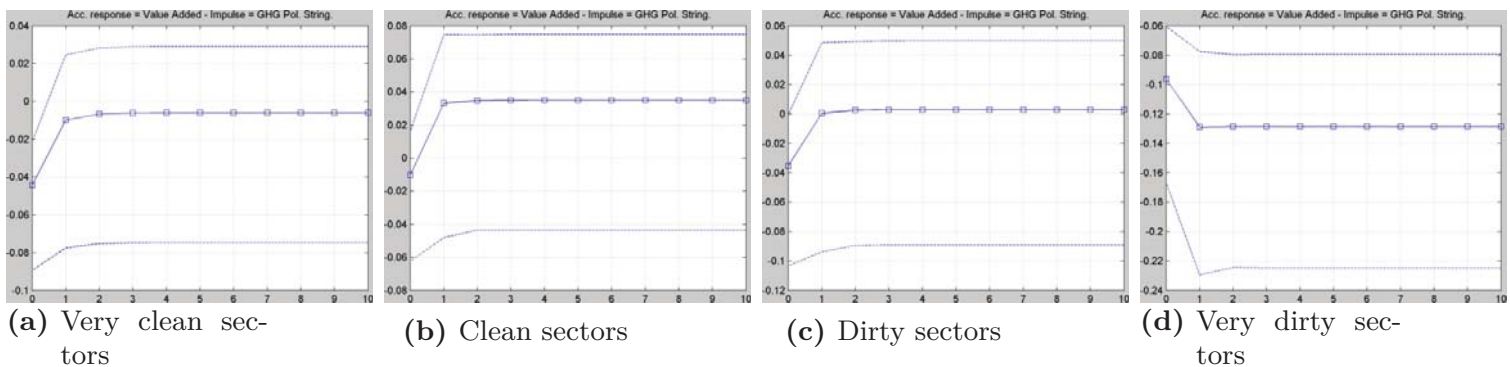 Acc. response = Value Added - Impulse = GHG Pol. String.
0.04
0.02
0
-0.02
-0.04
-0.06
-0.08
-0.1
0 1 2 3 4 5 6 7 8 9 10
(a) Very clean sec-
tors
Acc. response = Value Added - Impulse = GHG Pol. String.
0.08
0.06
0.04
0.02
0
-0.02
-0.04
-0.06
-0.08
0 1 2 3 4 5 6 7 8 9 10
(b) Clean sectors
Acc. response = Value Added - Impulse = GHG Pol. String.
0.06
0.04
0.02
0
-0.02
-0.04
-0.06
-0.08
-0.1
-0.12
0 1 2 3 4 5 6 7 8 9 10
(c) Dirty sectors
Acc. response = Value Added - Impulse = GHG Pol. String.
-0.06
-0.08
-0.1
-0.12
-0.14
-0.16
-0.18
-0.2
-0.22
-0.24
0 1 2 3 4 5 6 7 8 9 10
(d) Very dirty sec-
tors